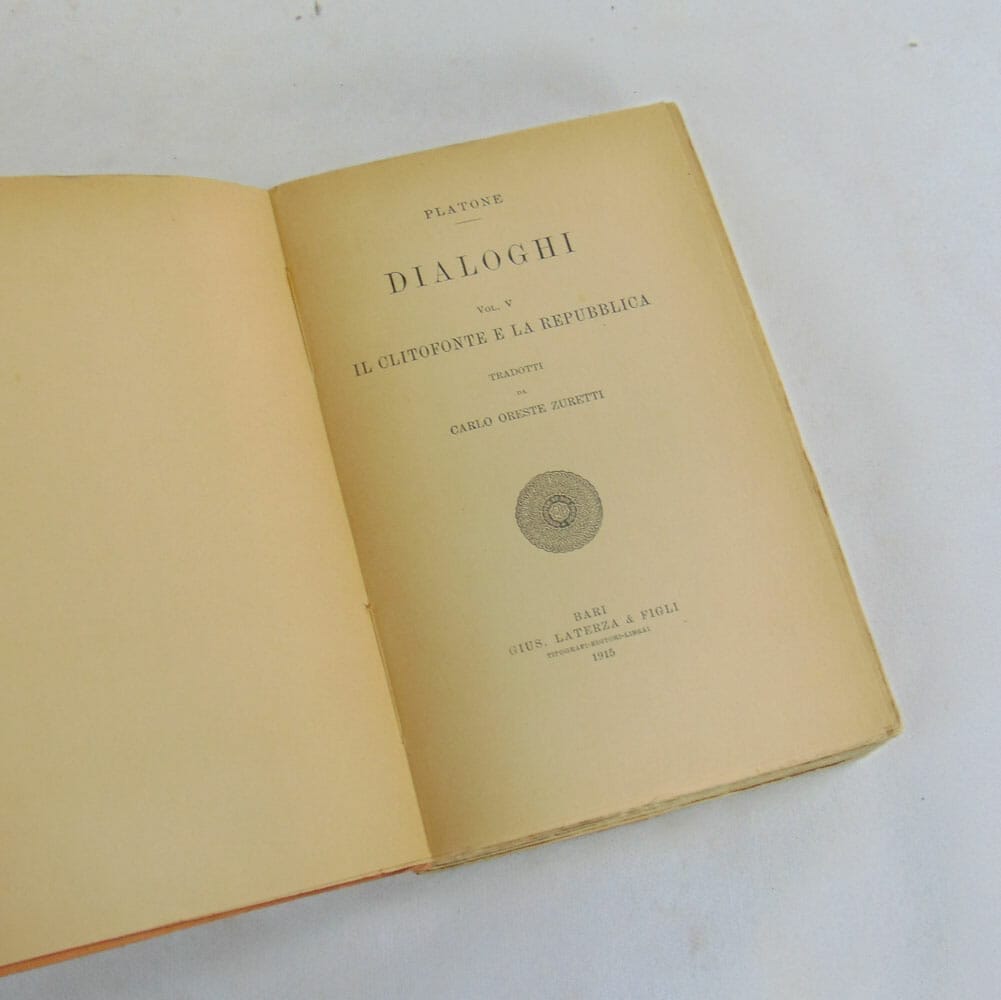 PLATONE
DIALOGHI
VOL. V
IL CLITOFONTE E LA REPUBBLICA
TRADOTTI
DA
CARLO ORESTE ZURETTI
BARI
GIUS. LATERZA & FIGLI
TIPOGRAFI-EDITORI-LIBRAI
1915